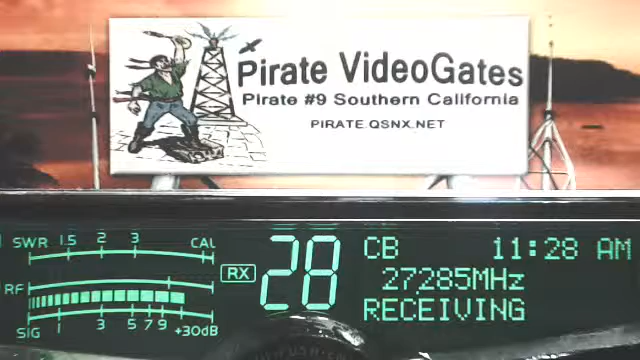 Pirate VideoGates
Pirate #9 Southern California
PIRATE.QSNX.NET
SWR 1.5 2 3 CAL
RX
28
CB 11:28 AM
27285MHz
RECEIVING
RF
SIG 1 3 5 7 9 +30dB